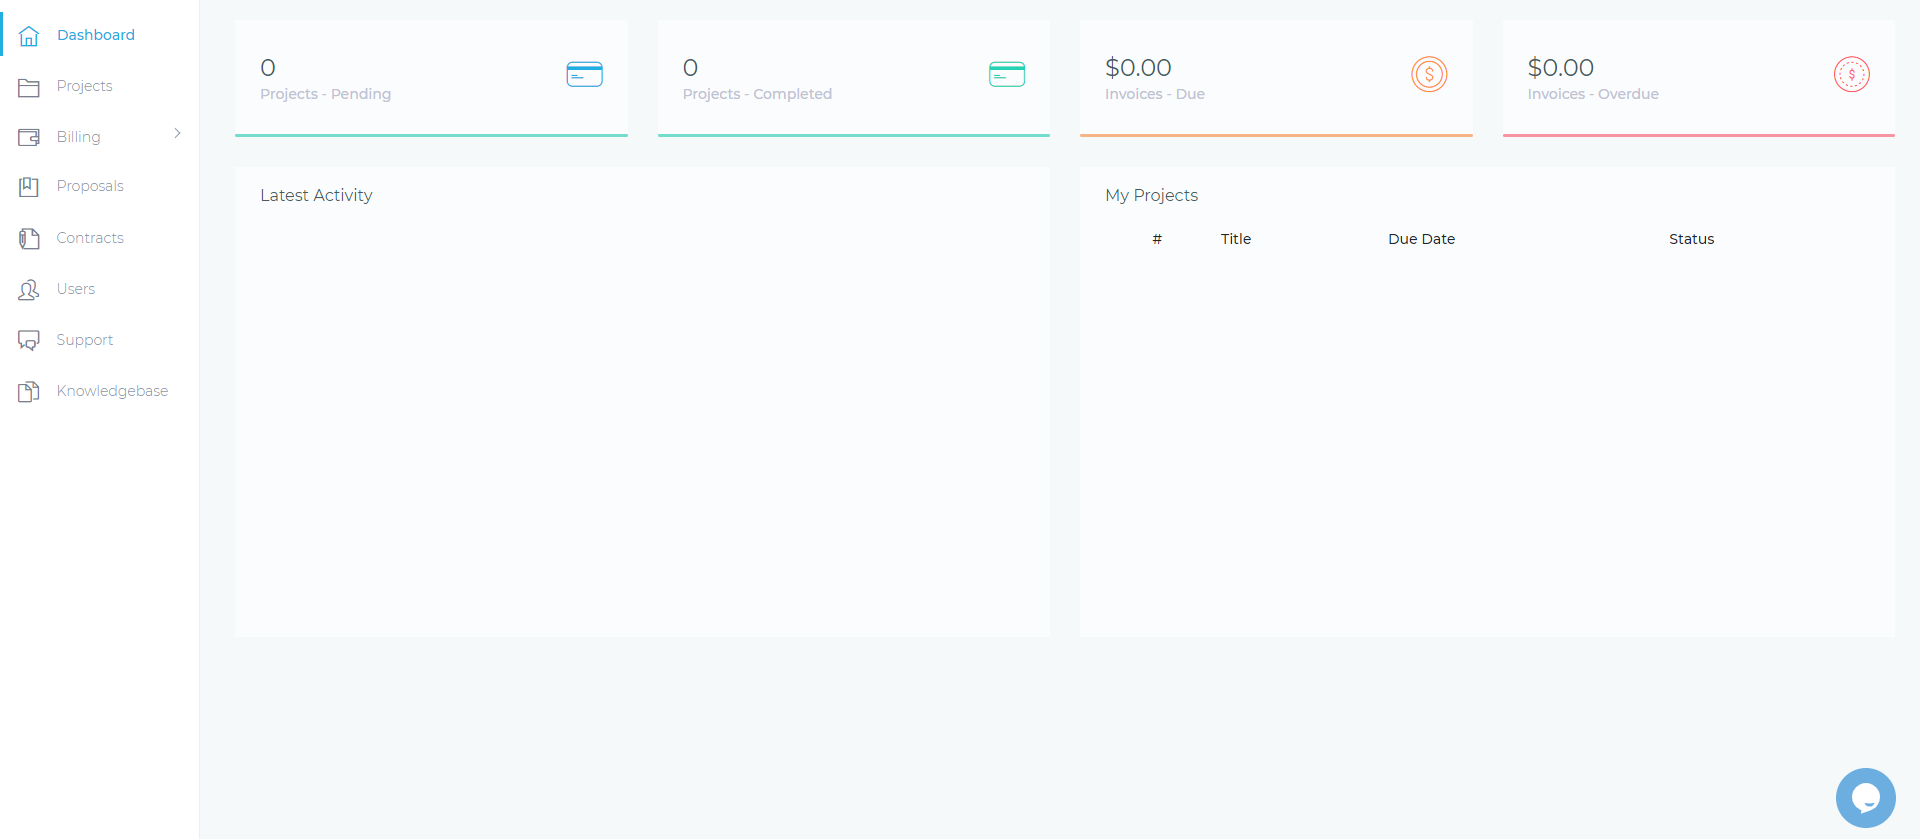 Dashboard
Projects
Billing
Proposals
Contracts
Users
Support
Knowledgebase
0
Projects - Pending
0
Projects - Completed
$0.00
Invoices - Due
$0.00
Invoices - Overdue
Latest Activity
My Projects
# Title Due Date Status